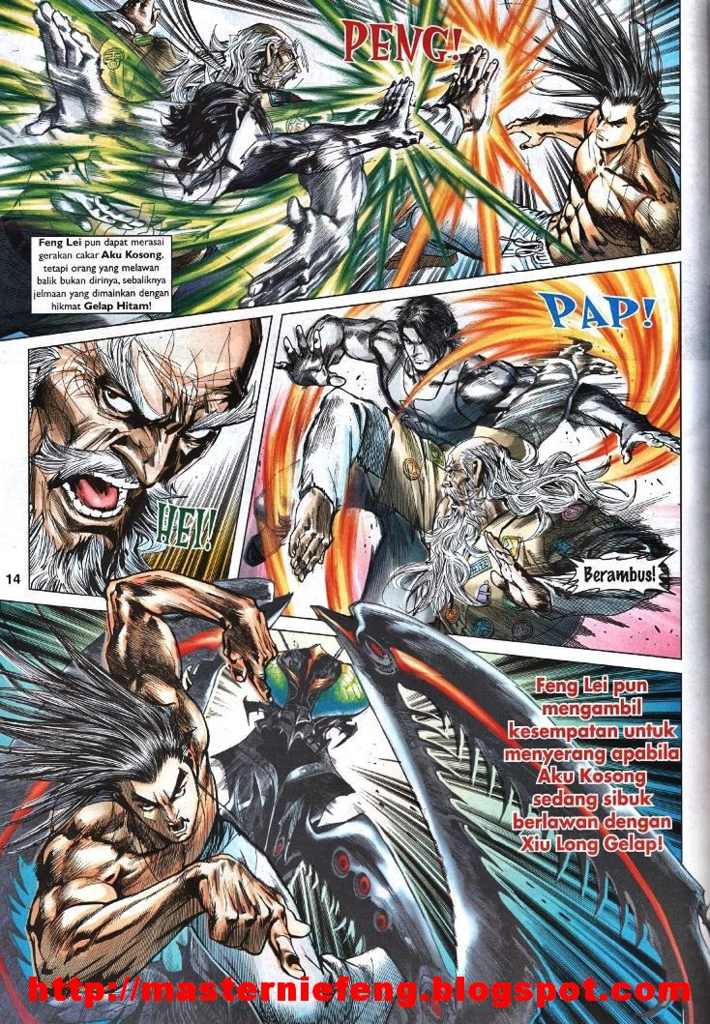 PENG!
Feng Lei pun dapat merasai
gerakan cakar Aku Kosong,
tetapi orang yang melawan
balik bukan dirinya, sebaliknya
jelmaan yang dimainkan dengan
hikmat Gelap Hitam!
PAP!
HEI!
Berambus!
14
Feng Lei pun
mengambil
kesempatan untuk
menyerang apabila
Aku Kosong
sedang sibuk
berlawan dengan
Xiu Long Gelap!
http://masterniefeng.blogspot.com